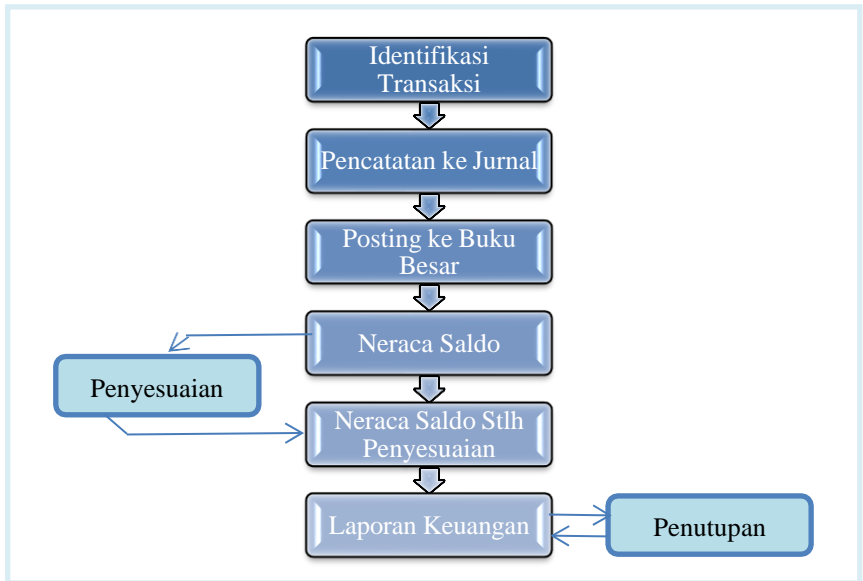 Identifikasi
Transaksi
Pencatatan ke Jurnal
Posting ke Buku
Besar
Neraca Saldo
Penyesuaian
Neraca Saldo Stlh
Penyesuaian
Laporan Keuangan
Penutupan